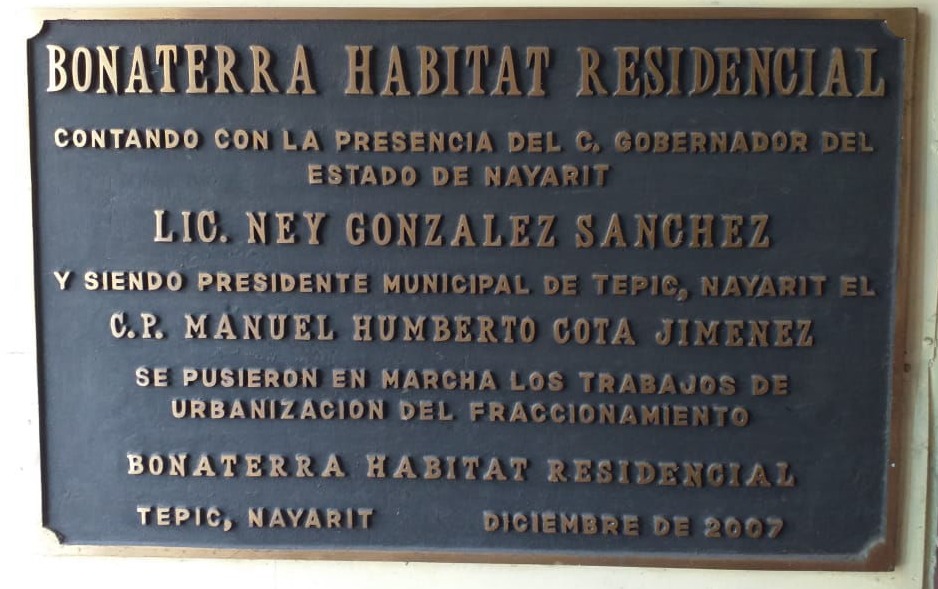 BONATERRA HABITAT RESIDENCIAL
CONTANDO CON LA PRESENCIA DEL C. GOBERNADOR DEL
ESTADO DE NAYARIT
LIC. NEY GONZALEZ SANCHEZ
Y SIENDO PRESIDENTE MUNICIPAL DE TEPIC, NAYARIT EL
C.P. MANUEL HUMBERTO COTA JIMENEZ
SE PUSIERON EN MARCHA LOS TRABAJOS DE
URBANIZACION DEL FRACCIONAMIENTO
BONATERRA HABITAT RESIDENCIAL
TEPIC, NAYARIT DICIEMBRE DE 2007